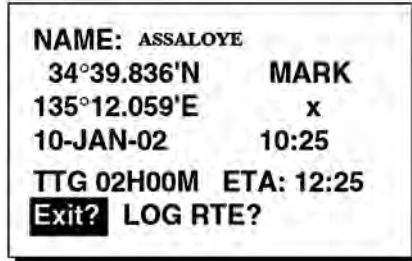 NAME: ASSALOYE
34°39.836'N MARK
135°12.059'E x
10-JAN-02 10:25
TTG 02H00M ETA: 12:25
Exit? LOG RTE?